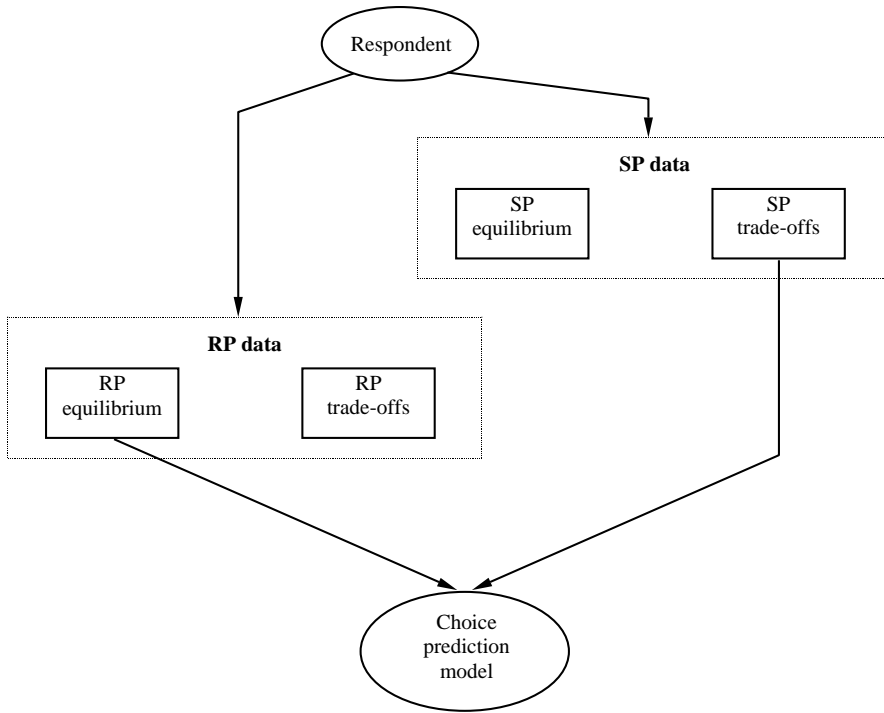 Respondent
SP data
SP
equilibrium
SP
trade-offs
RP data
RP
equilibrium
RP
trade-offs
Choice
prediction
model